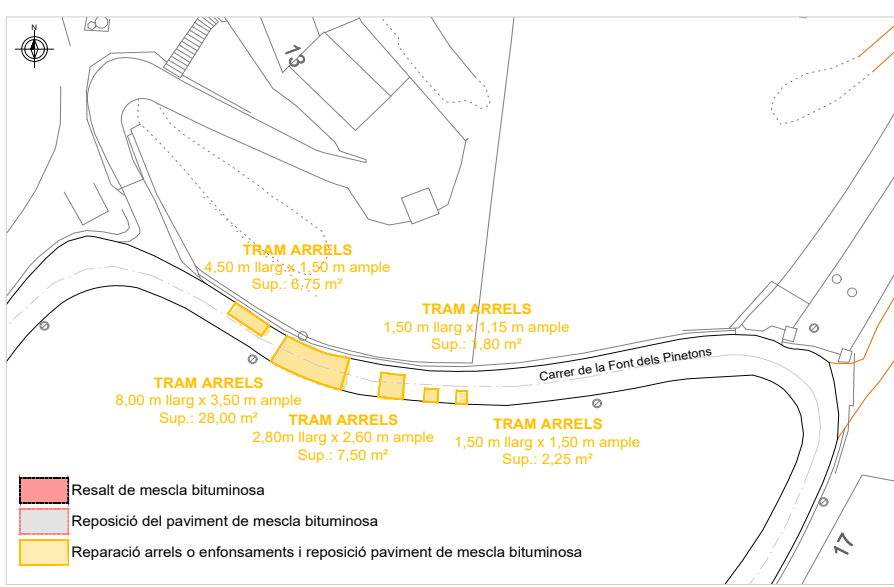 N
13
TRAM ARRELS
4,50 m llarg x 1,50 m ample
Sup.: 6,75 m²
TRAM ARRELS
1,50 m llarg x 1,15 m ample
Sup.: 1,80 m²
Carrer de la Font dels Pinetons
TRAM ARRELS
8,00 m llarg x 3,50 m ample
Sup.: 28,00 m²
TRAM ARRELS
2,80m llarg x 2,60 m ample
Sup.: 7,50 m²
TRAM ARRELS
1,50 m llarg x 1,50 m ample
Sup.: 2,25 m²
Resalt de mescla bituminosa
Reposició del paviment de mescla bituminosa
Reparació arrels o enfonsaments i reposició paviment de mescla bituminosa
17